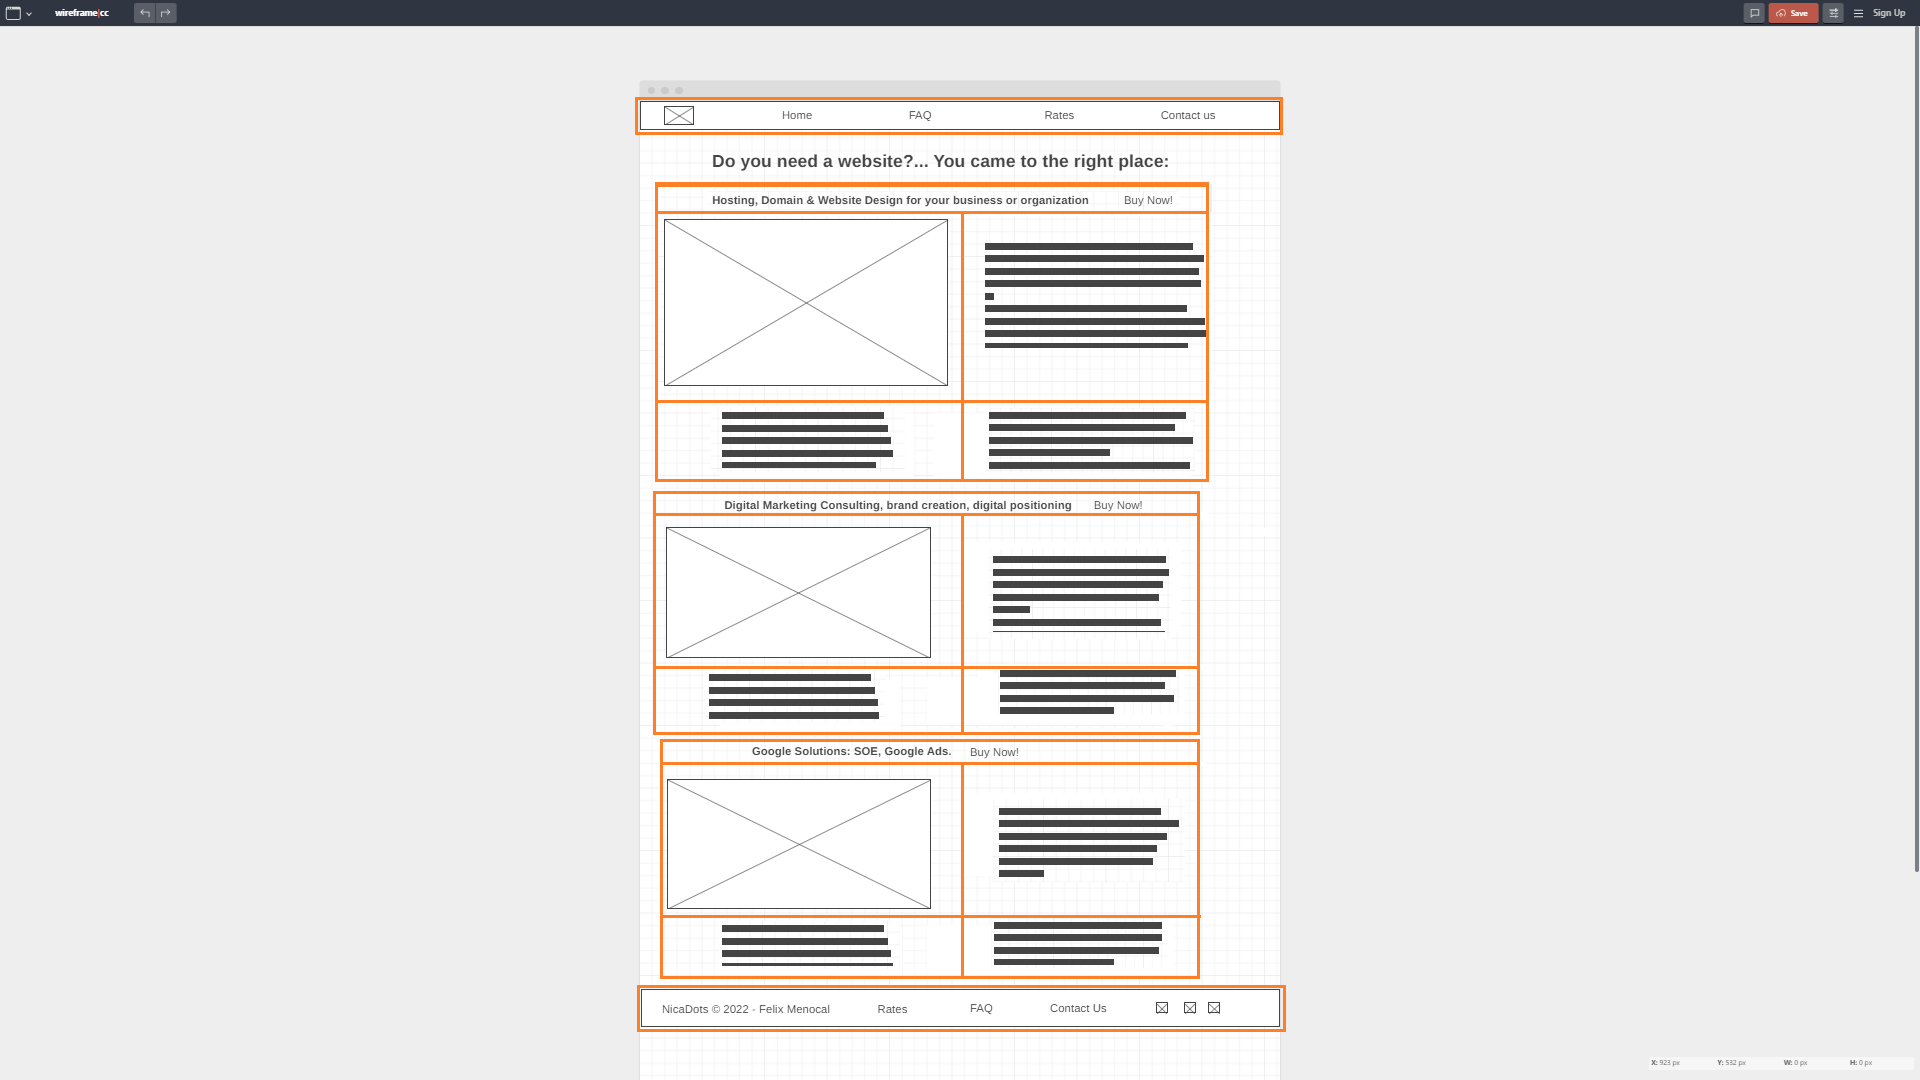 wireframe|cc
Save
Sign Up
Home FAQ Rates Contact us
Do you need a website?... You came to the right place:
Hosting, Domain & Website Design for your business or organization Buy Now!
Digital Marketing Consulting, brand creation, digital positioning Buy Now!
Google Solutions: SOE, Google Ads. Buy Now!
NicaDots © 2022 - Felix Menocal Rates FAQ Contact Us
X: 923 px Y: 532 px W: 0 px H: 0 px